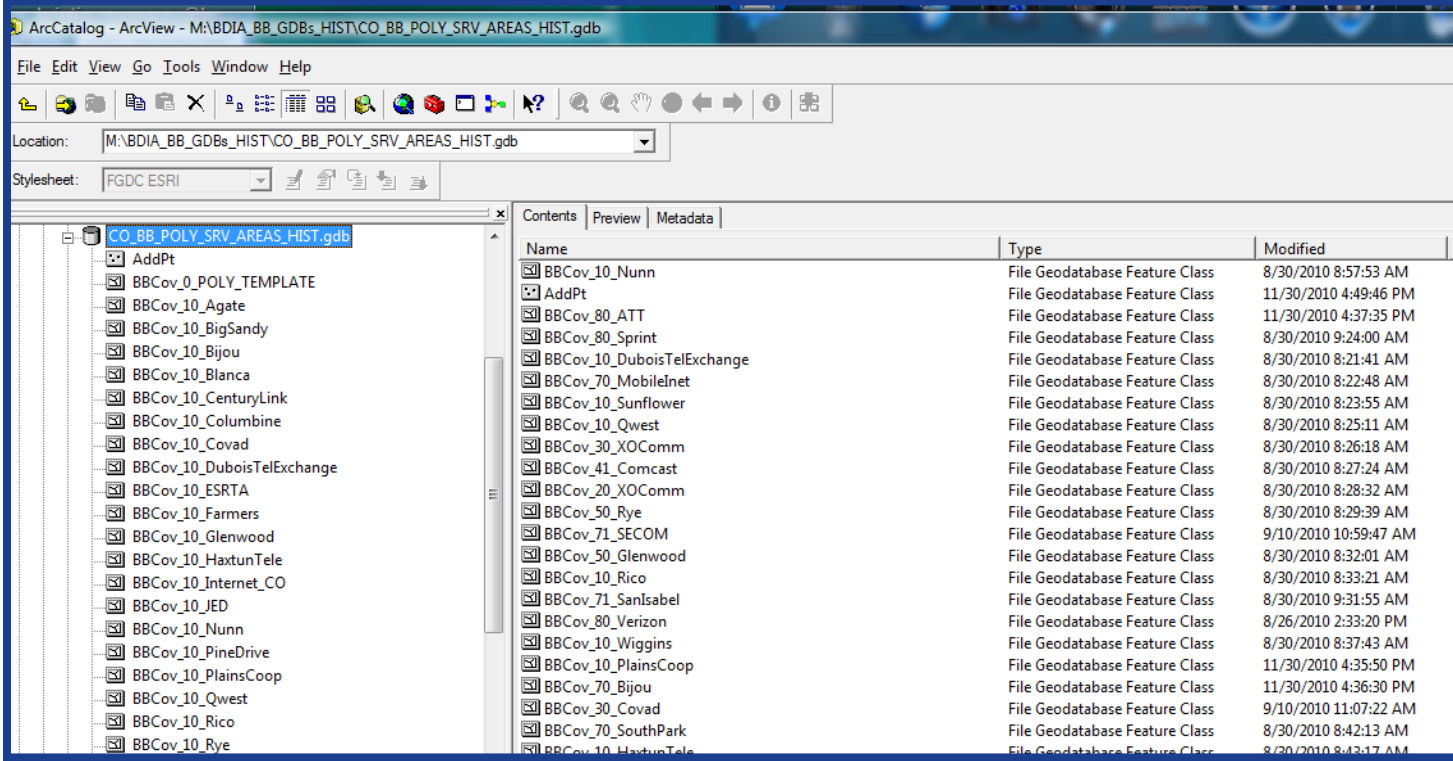 ArcCatalog - ArcView - M:\BDIA_BB_GDBs_HIST\CO_BB_POLY_SRV_AREAS_HIST.gdb
File Edit View Go Tools Window Help
Location: M:\BDIA_BB_GDBs_HIST\CO_BB_POLY_SRV_AREAS_HIST.gdb
Stylesheet: FGDC ESRI
CO_BB_POLY_SRV_AREAS_HIST.gdb
AddPt
BBCov_0_POLY_TEMPLATE
BBCov_10_Agate
BBCov_10_BigSandy
BBCov_10_Bijou
BBCov_10_Blanca
BBCov_10_CenturyLink
BBCov_10_Columbine
BBCov_10_Covad
BBCov_10_DuboisTelExchange
BBCov_10_ESRTA
BBCov_10_Farmers
BBCov_10_Glenwood
BBCov_10_HaxtunTele
BBCov_10_Internet_CO
BBCov_10_JED
BBCov_10_Nunn
BBCov_10_PineDrive
BBCov_10_PlainsCoop
BBCov_10_Qwest
BBCov_10_Rico
BBCov_10_Rye
Contents Preview Metadata
Name Type Modified
BBCov_10_Nunn File Geodatabase Feature Class 8/30/2010 8:57:53 AM
AddPt File Geodatabase Feature Class 11/30/2010 4:49:46 PM
BBCov_80_ATT File Geodatabase Feature Class 11/30/2010 4:37:35 PM
BBCov_80_Sprint File Geodatabase Feature Class 8/30/2010 9:24:00 AM
BBCov_10_DuboisTelExchange File Geodatabase Feature Class 8/30/2010 8:21:41 AM
BBCov_70_MobileInet File Geodatabase Feature Class 8/30/2010 8:22:48 AM
BBCov_10_Sunflower File Geodatabase Feature Class 8/30/2010 8:23:55 AM
BBCov_10_Qwest File Geodatabase Feature Class 8/30/2010 8:25:11 AM
BBCov_30_XOComm File Geodatabase Feature Class 8/30/2010 8:26:18 AM
BBCov_41_Comcast File Geodatabase Feature Class 8/30/2010 8:27:24 AM
BBCov_20_XOComm File Geodatabase Feature Class 8/30/2010 8:28:32 AM
BBCov_50_Rye File Geodatabase Feature Class 8/30/2010 8:29:39 AM
BBCov_71_SECOM File Geodatabase Feature Class 9/10/2010 10:59:47 AM
BBCov_50_Glenwood File Geodatabase Feature Class 8/30/2010 8:32:01 AM
BBCov_10_Rico File Geodatabase Feature Class 8/30/2010 8:33:21 AM
BBCov_71_SanIsabel File Geodatabase Feature Class 8/30/2010 9:31:55 AM
BBCov_80_Verizon File Geodatabase Feature Class 8/26/2010 2:33:20 PM
BBCov_10_Wiggins File Geodatabase Feature Class 8/30/2010 8:37:43 AM
BBCov_10_PlainsCoop File Geodatabase Feature Class 11/30/2010 4:35:50 PM
BBCov_70_Bijou File Geodatabase Feature Class 11/30/2010 4:36:30 PM
BBCov_30_Covad File Geodatabase Feature Class 9/10/2010 11:07:22 AM
BBCov_70_SouthPark File Geodatabase Feature Class 8/30/2010 8:42:13 AM
BBCov_10_HaxtunTele File Geodatabase Feature Class 8/30/2010 8:43:17 AM